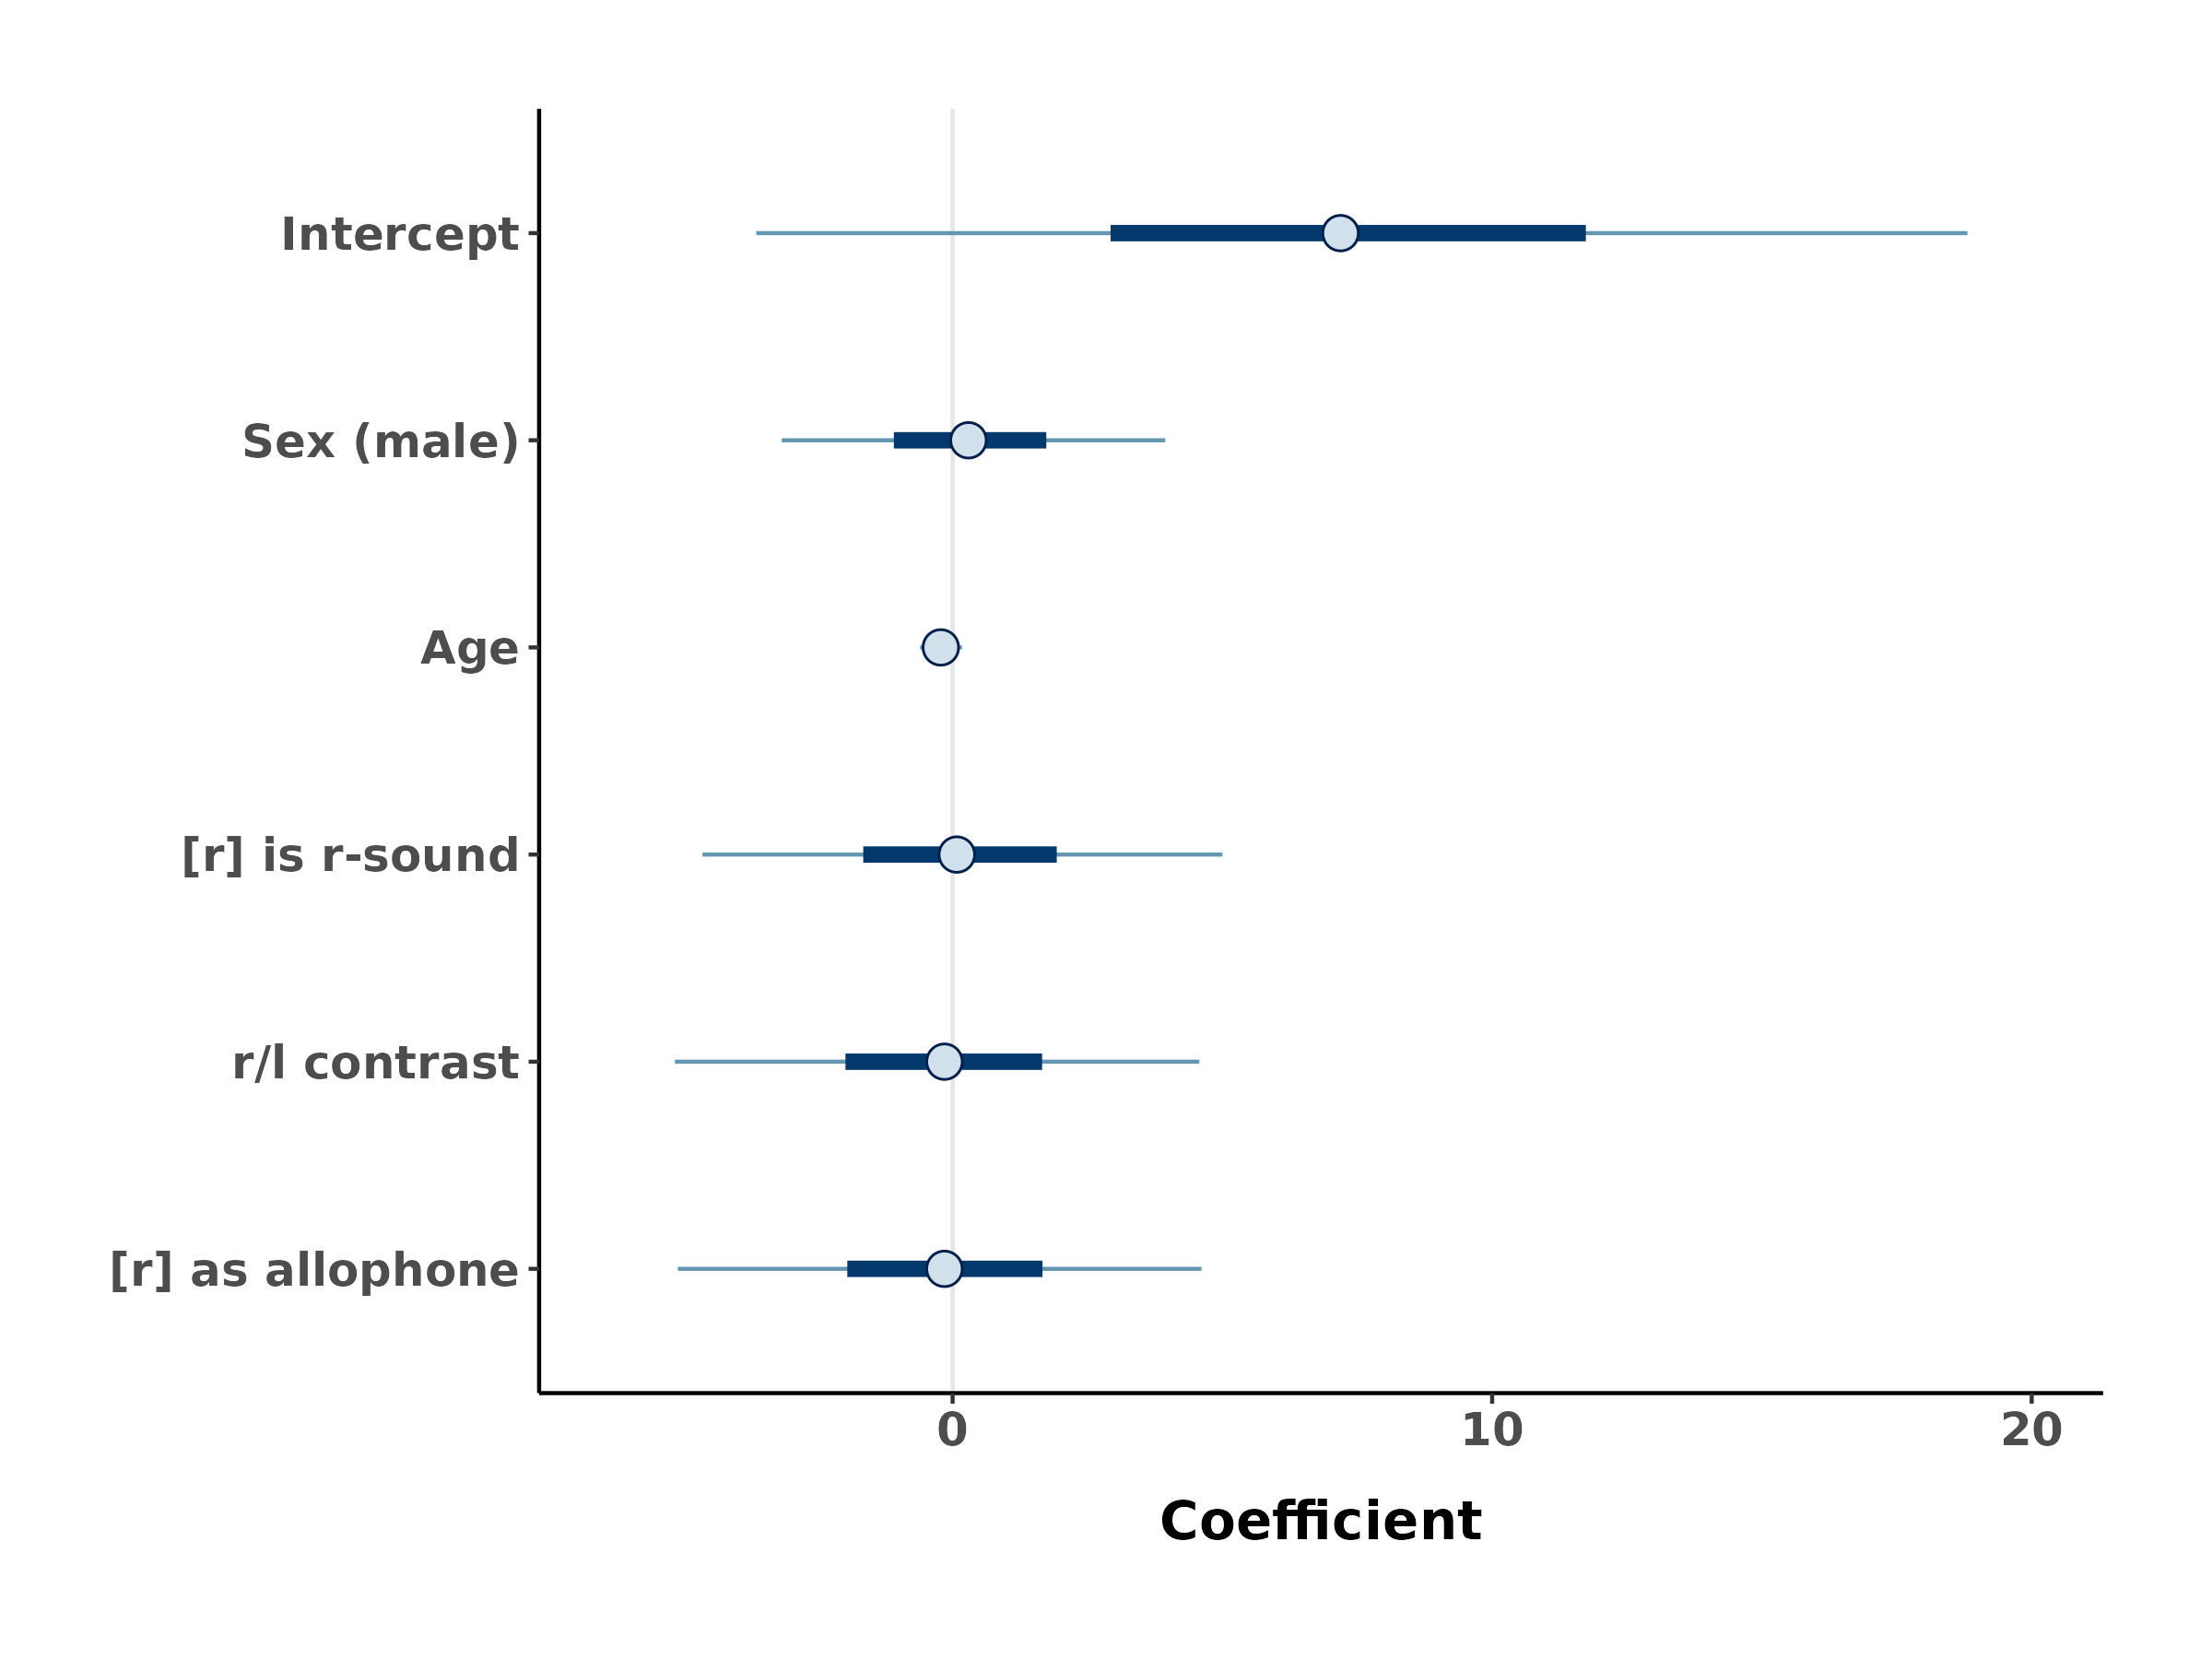 Intercept
Sex (male)
Age
[r] is r-sound
r/l contrast
[r] as allophone
0 10 20
Coefficient